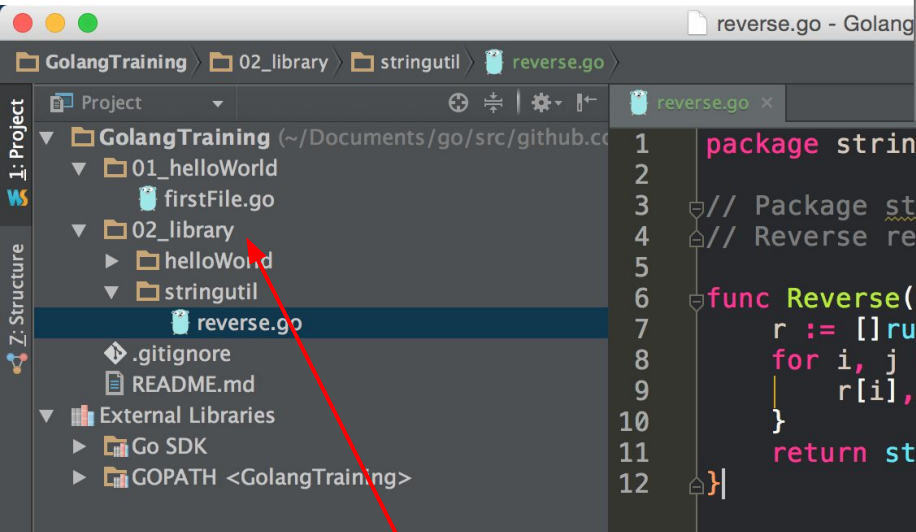 reverse.go - Golang
GolangTraining 02_library stringutil reverse.go
1: Project
Z: Structure
Project
GolangTraining (~/Documents/go/src/github.co
01_helloWorld
firstFile.go
02_library
helloWorld
stringutil
reverse.go
.gitignore
README.md
External Libraries
Go SDK
GOPATH <GolangTraining>
reverse.go ×
1 package strin
2
3 // Package st
4 // Reverse re
5
6 func Reverse(
7 r := []ru
8 for i, j
9 r[i],
10 }
11 return st
12 }